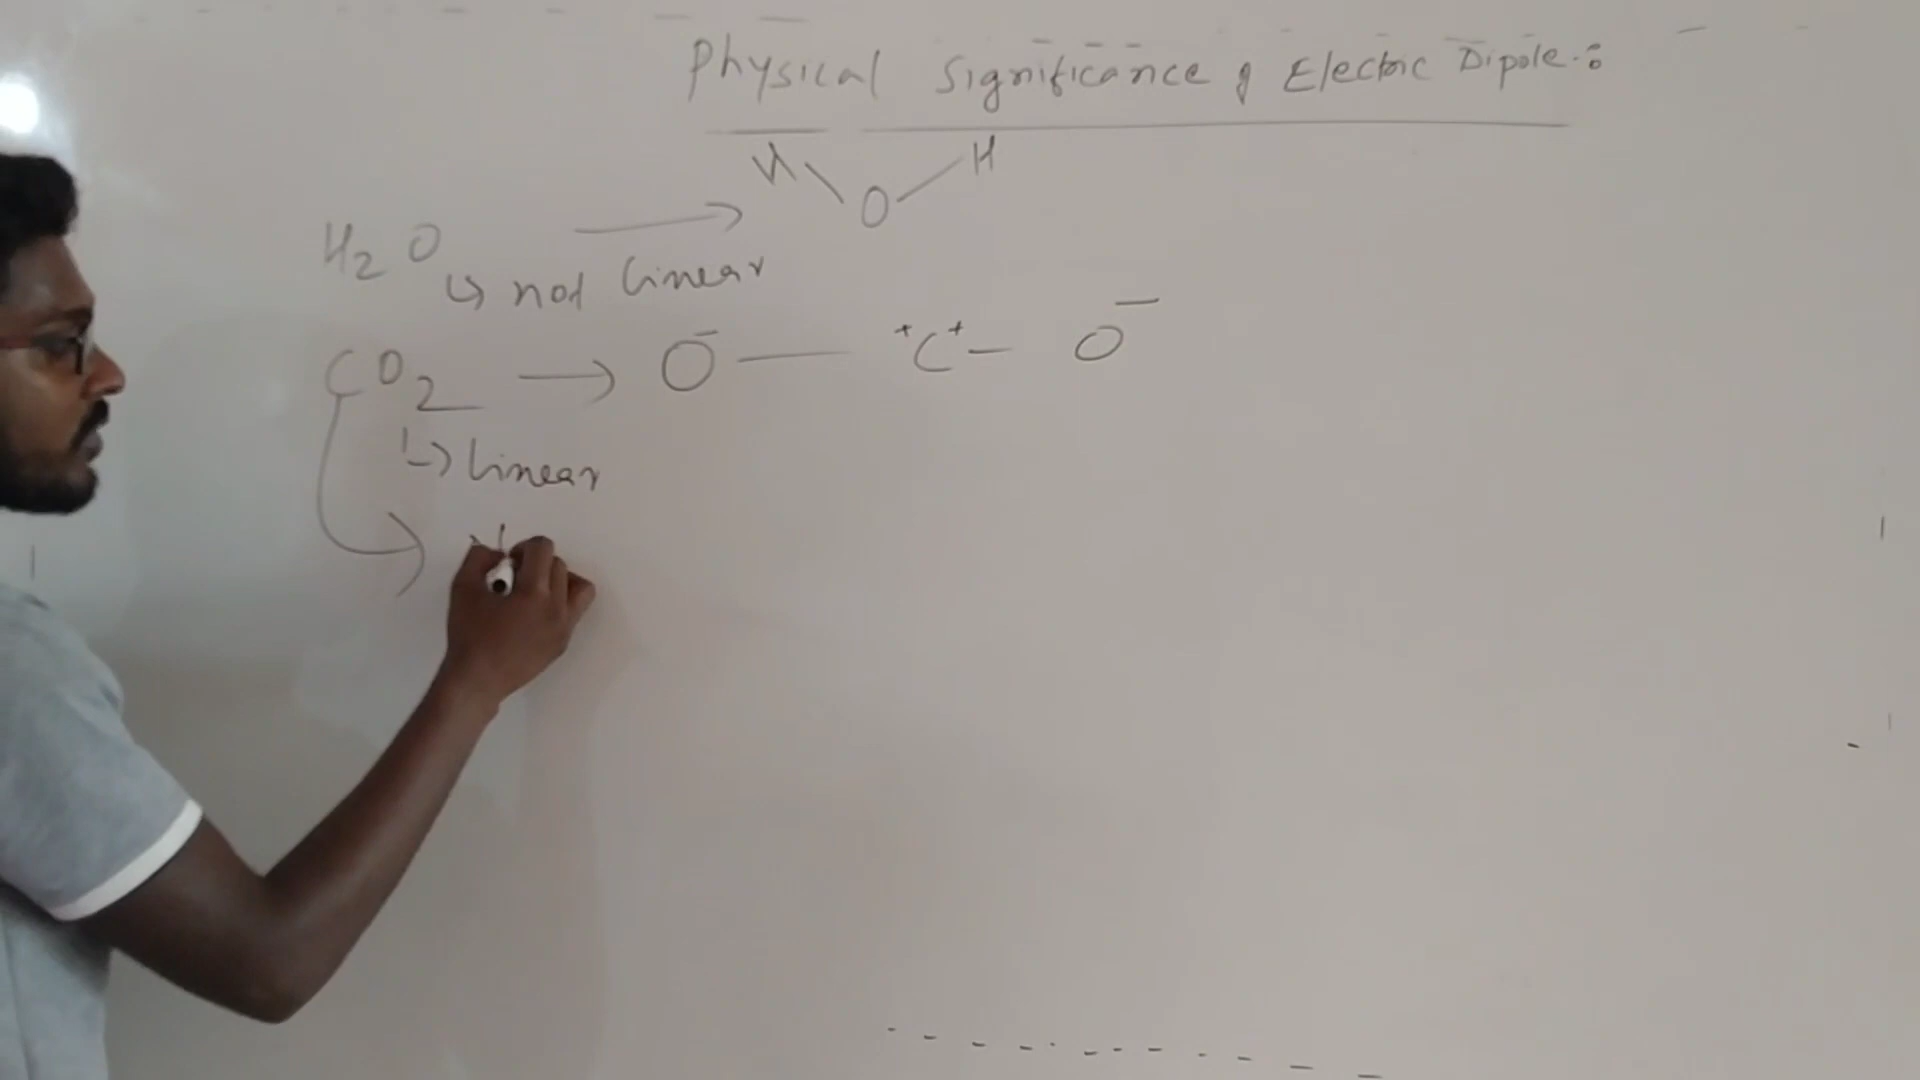 Physical Significance of Electric Dipole :
H H
O
H2O →
↳ not linear
CO2 → O⁻ — ⁺C⁺ — O⁻
↳ linear